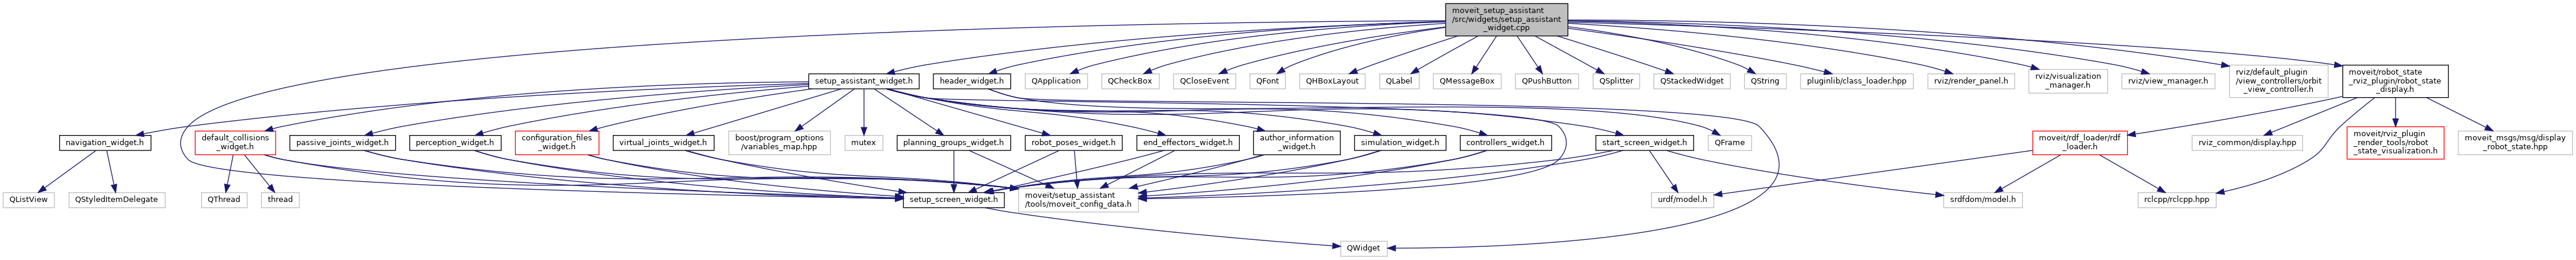 moveit_setup_assistant
/src/widgets/setup_assistant
_widget.cpp
setup_assistant_widget.h
header_widget.h
QApplication
QCheckBox
QCloseEvent
QFont
QHBoxLayout
QLabel
QMessageBox
QPushButton
QSplitter
QStackedWidget
QString
pluginlib/class_loader.hpp
rviz/render_panel.h
rviz/visualization
_manager.h
rviz/view_manager.h
rviz/default_plugin
/view_controllers/orbit
_view_controller.h
moveit/robot_state
_rviz_plugin/robot_state
_display.h
navigation_widget.h
default_collisions
_widget.h
passive_joints_widget.h
perception_widget.h
configuration_files
_widget.h
virtual_joints_widget.h
boost/program_options
/variables_map.hpp
mutex
planning_groups_widget.h
robot_poses_widget.h
end_effectors_widget.h
author_information
_widget.h
simulation_widget.h
controllers_widget.h
start_screen_widget.h
QFrame
moveit/rdf_loader/rdf
_loader.h
rviz_common/display.hpp
moveit/rviz_plugin
_render_tools/robot
_state_visualization.h
moveit_msgs/msg/display
_robot_state.hpp
QListView
QStyledItemDelegate
QThread
thread
setup_screen_widget.h
moveit/setup_assistant
/tools/moveit_config_data.h
urdf/model.h
srdfdom/model.h
rclcpp/rclcpp.hpp
QWidget